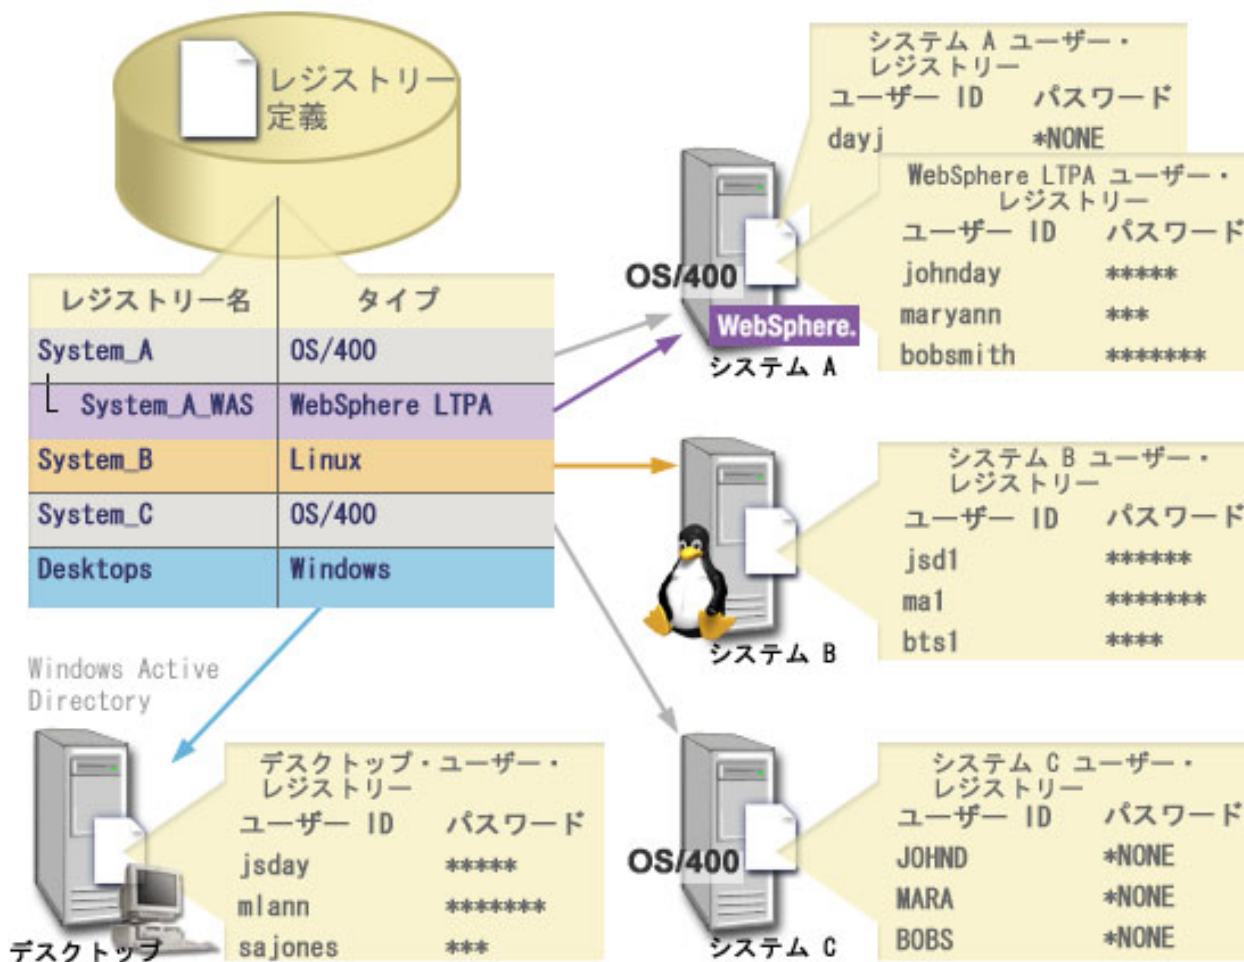 レジストリー
定義
レジストリー名 タイプ
System_A OS/400
System_A_WAS WebSphere LTPA
System_B Linux
System_C OS/400
Desktops Windows
システム A ユーザー・
レジストリー
ユーザー ID パスワード
dayj *NONE
WebSphere LTPA ユーザー・
レジストリー
ユーザー ID パスワード
johnday *****
maryann ***
bobsmith *******
OS/400
WebSphere.
システム A
システム B ユーザー・
レジストリー
ユーザー ID パスワード
jsd1 ******
ma1 *******
bts1 ****
システム B
Windows Active
Directory
デスクトップ・ユーザー・
レジストリー
ユーザー ID パスワード
jsday *****
mlann *******
sajones ***
デスクトップ
システム C ユーザー・
レジストリー
ユーザー ID パスワード
JOHND *NONE
MARA *NONE
BOBS *NONE
OS/400
システム C